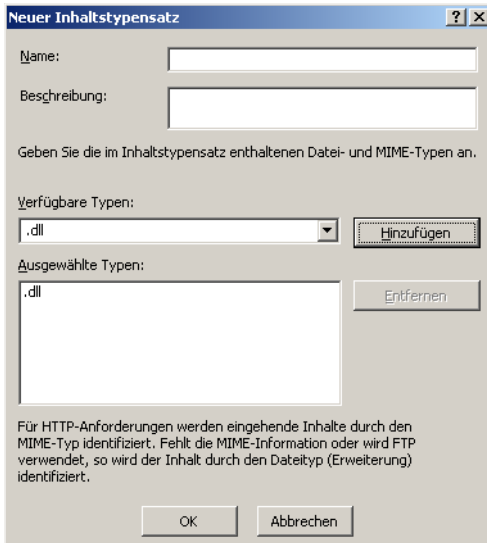 Neuer Inhaltstypensatz
Name:
Beschreibung:
Geben Sie die im Inhaltstypensatz enthaltenen Datei- und MIME-Typen an.
Verfügbare Typen:
.dll
Hinzufügen
Ausgewählte Typen:
.dll
Entfernen
Für HTTP-Anforderungen werden eingehende Inhalte durch den
MIME-Typ identifiziert. Fehlt die MIME-Information oder wird FTP
verwendet, so wird der Inhalt durch den Dateityp (Erweiterung)
identifiziert.
OK
Abbrechen